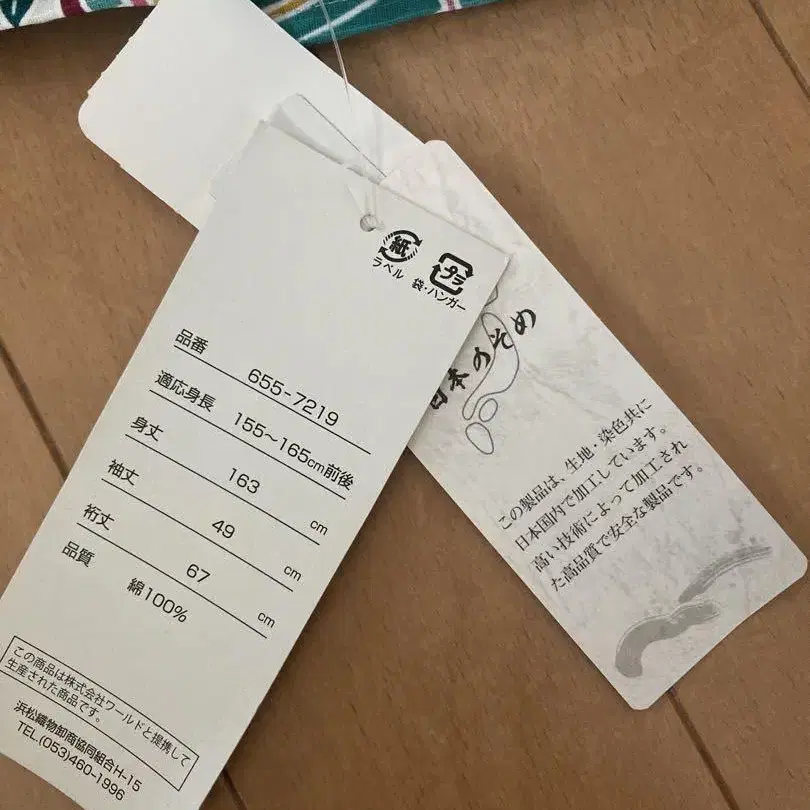 紙
ラベル
プラ
袋・ハンガー
品番 655-7219
適応身長 155〜165cm前後
身丈 163 cm
袖丈 49 cm
裄丈 67 cm
品質 綿100%
この商品は株式会社ワールドと提携して
生産された商品です。
浜松織物卸商協同組合H-15
TEL.(053)460-1996
日本のそめ
この製品は、生地・染色共に
日本国内で加工しています。
高い技術によって加工され
た高品質で安全な製品です。